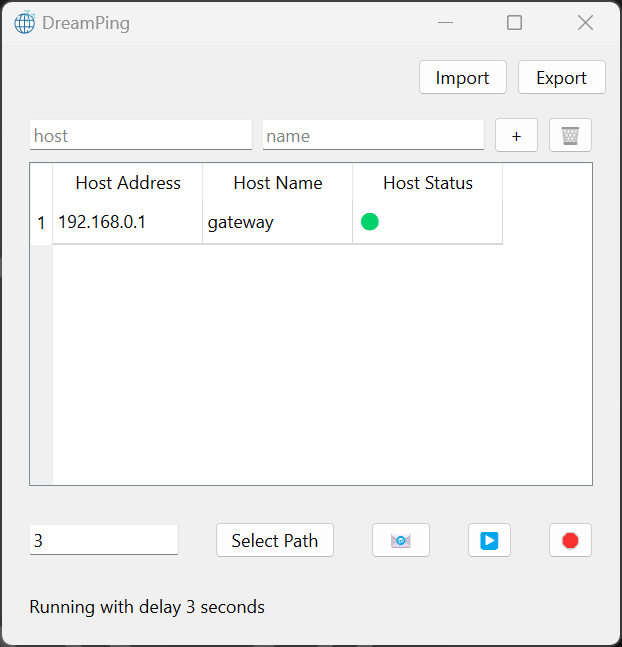 DreamPing
Import Export
host name +
Host Address Host Name Host Status
1 192.168.0.1 gateway
3 Select Path
Running with delay 3 seconds